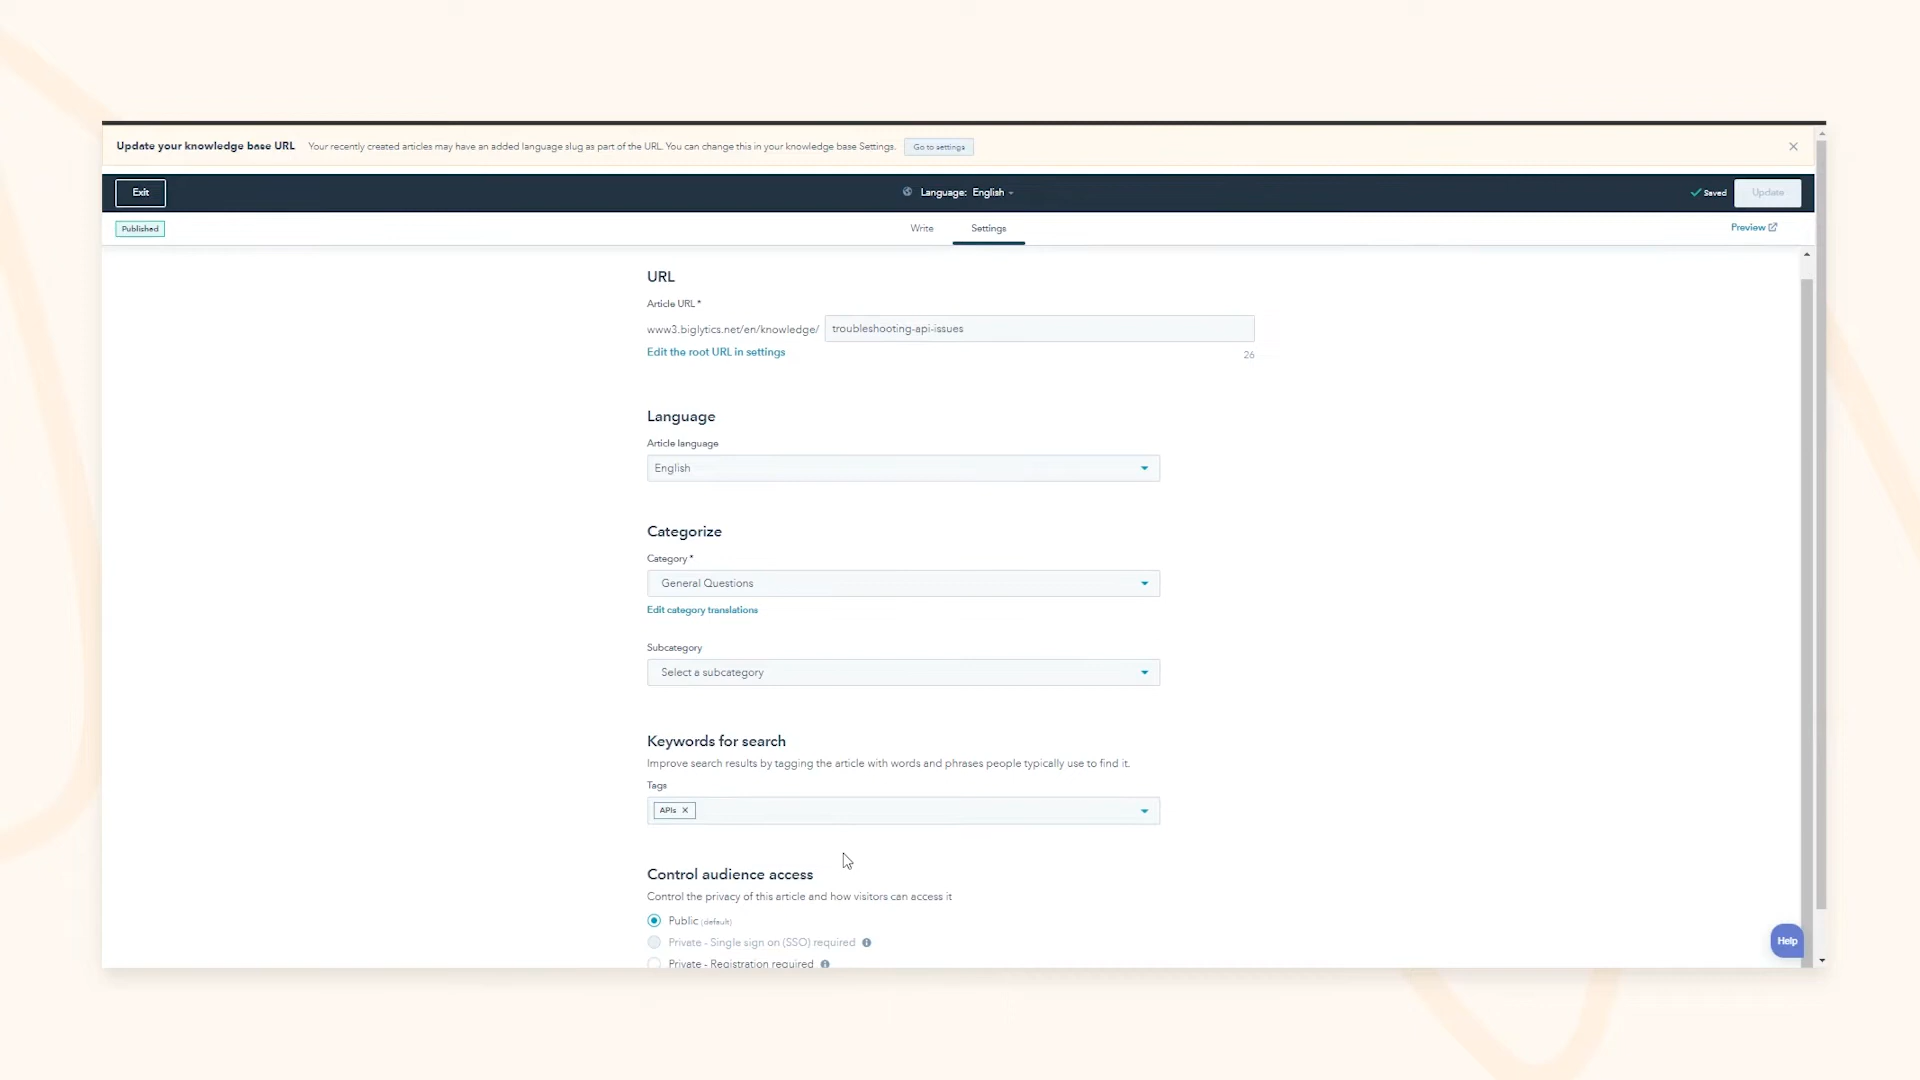 Update your knowledge base URL Your recently created articles may have an added language slug as part of the URL. You can change this in your knowledge base Settings. Go to settings
Exit Language: English Saved Update
Published Write Settings Preview
URL
Article URL *
www3.biglytics.net/en/knowledge/ troubleshooting-api-issues
Edit the root URL in settings 26
Language
Article language
English
Categorize
Category *
General Questions
Edit category translations
Subcategory
Select a subcategory
Keywords for search
Improve search results by tagging the article with words and phrases people typically use to find it.
Tags
APIs
Control audience access
Control the privacy of this article and how visitors can access it
Public (default)
Private - Single sign on (SSO) required
Help
Private - Registration required